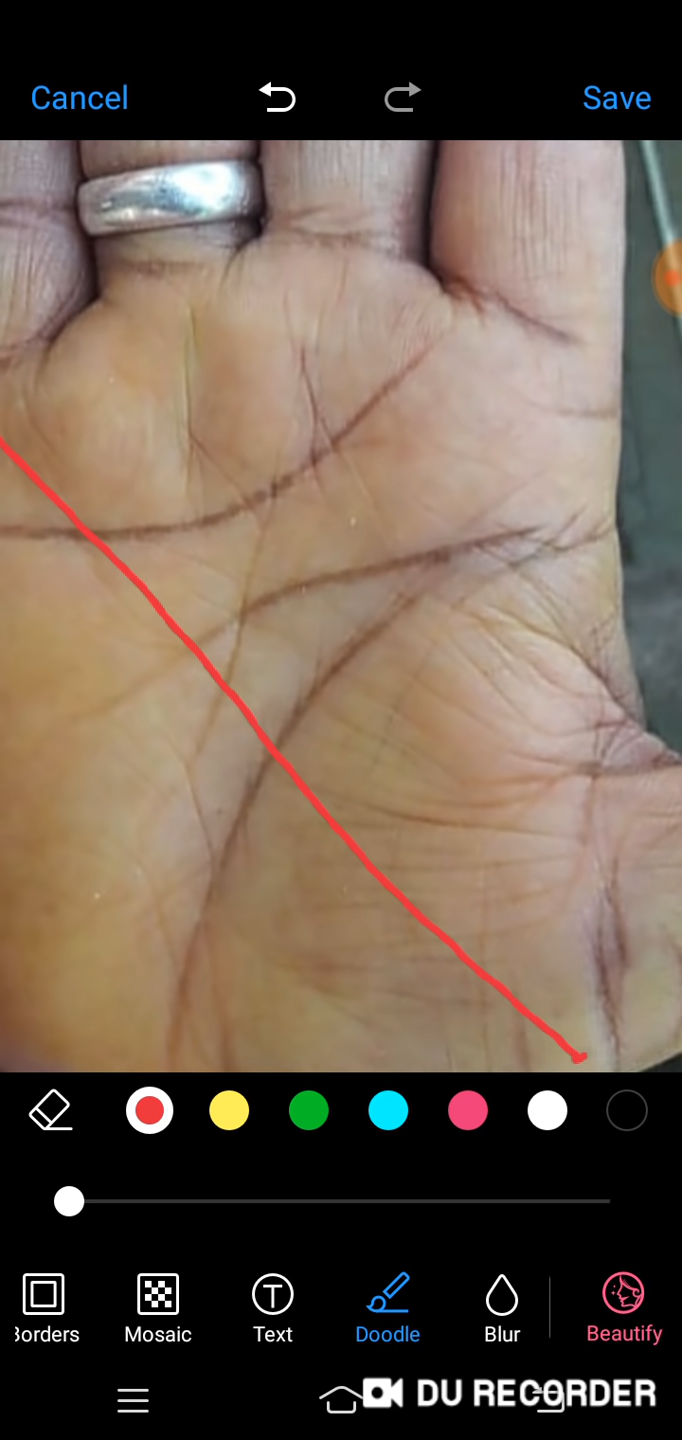 Cancel
Save
Borders
Mosaic
Text
Doodle
Blur
Beautify
DU RECORDER